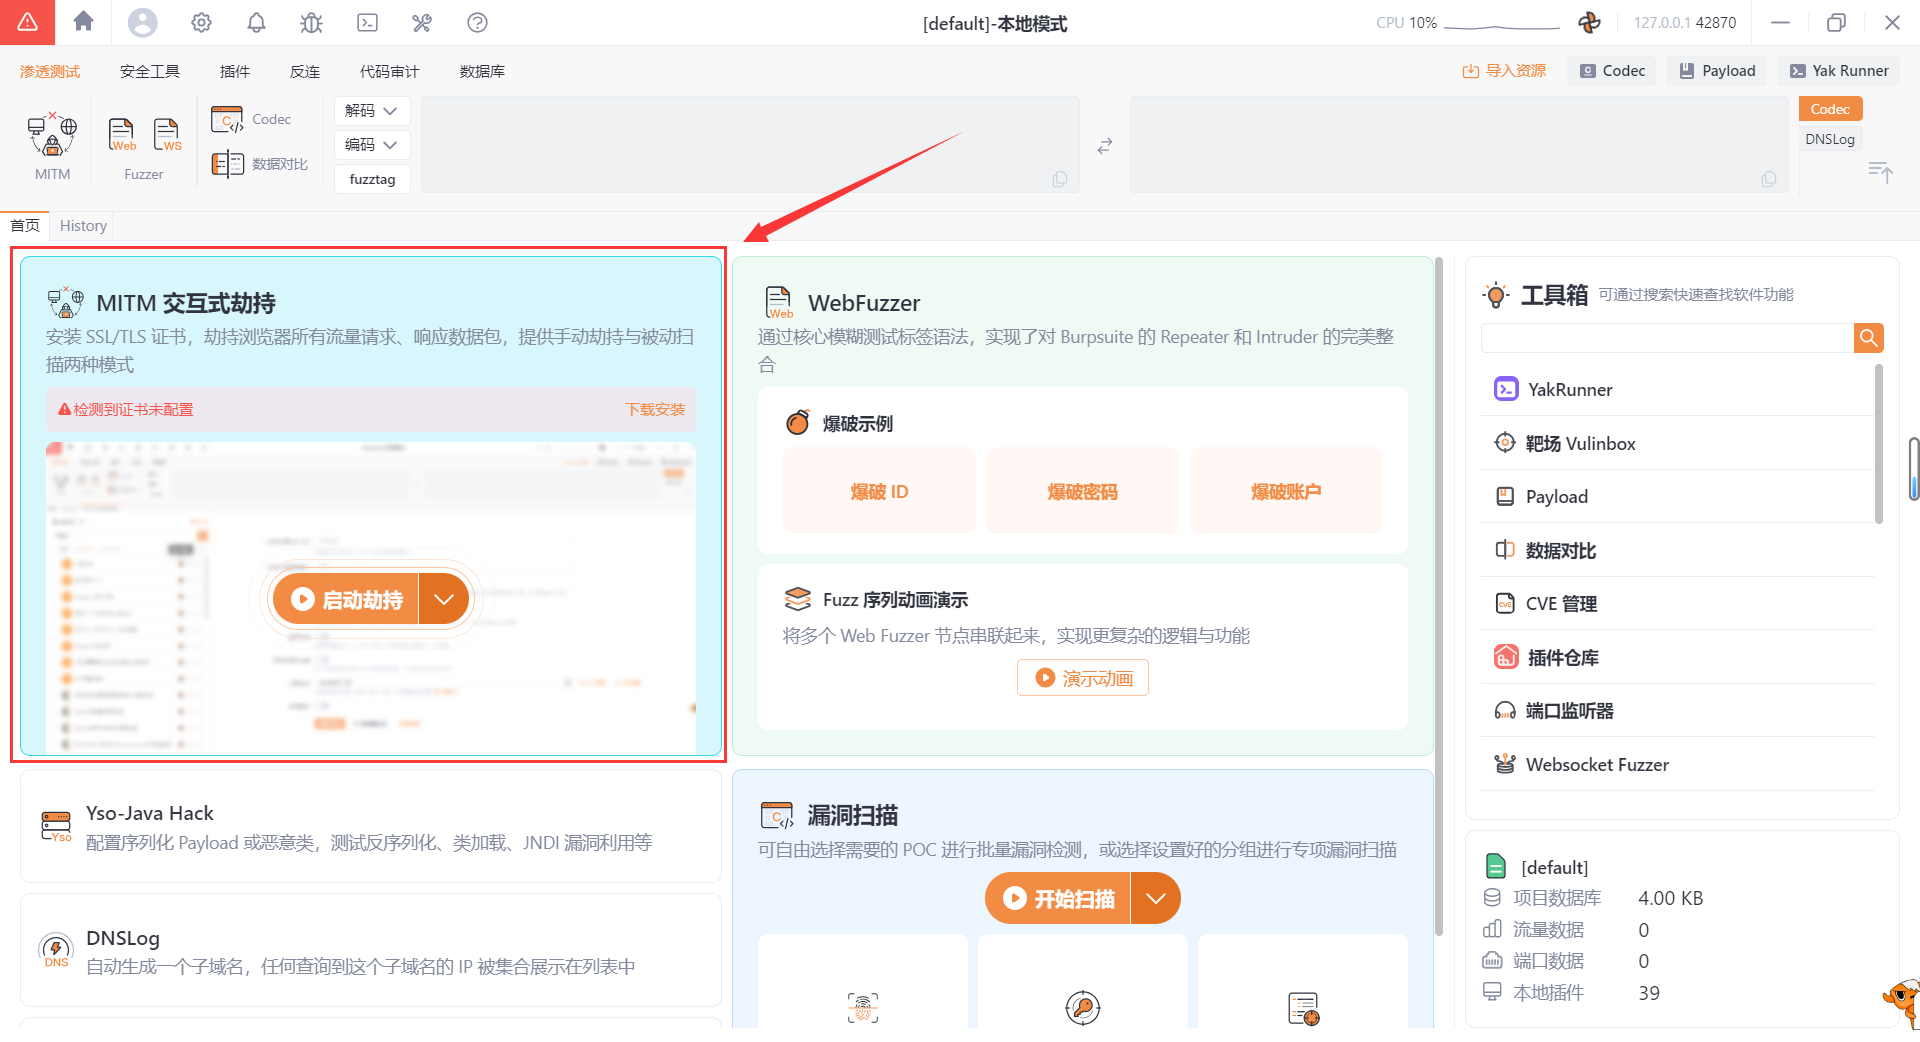 [default]-本地模式
CPU 10%
127.0.0.1 42870
渗透测试 安全工具 插件 反连 代码审计 数据库
导入资源 Codec Payload Yak Runner
MITM
Web WS
Fuzzer
Codec
数据对比
解码
编码
fuzztag
Codec
DNSLog
首页 History
MITM 交互式劫持
安装 SSL/TLS 证书，劫持浏览器所有流量请求、响应数据包，提供手动劫持与被动扫
描两种模式
检测到证书未配置 下载安装
启动劫持
Yso-Java Hack
Yso
配置序列化 Payload 或恶意类，测试反序列化、类加载、JNDI 漏洞利用等
DNSLog
DNS
自动生成一个子域名，任何查询到这个子域名的 IP 被集合展示在列表中
WebFuzzer
Web
通过核心模糊测试标签语法，实现了对 Burpsuite 的 Repeater 和 Intruder 的完美整
合
爆破示例
爆破 ID 爆破密码 爆破账户
Fuzz 序列动画演示
将多个 Web Fuzzer 节点串联起来，实现更复杂的逻辑与功能
演示动画
漏洞扫描
可自由选择需要的 POC 进行批量漏洞检测，或选择设置好的分组进行专项漏洞扫描
开始扫描
工具箱 可通过搜索快速查找软件功能
YakRunner
靶场 Vulinbox
Payload
数据对比
CVE 管理
插件仓库
端口监听器
Websocket Fuzzer
[default]
项目数据库 4.00 KB
流量数据 0
端口数据 0
本地插件 39